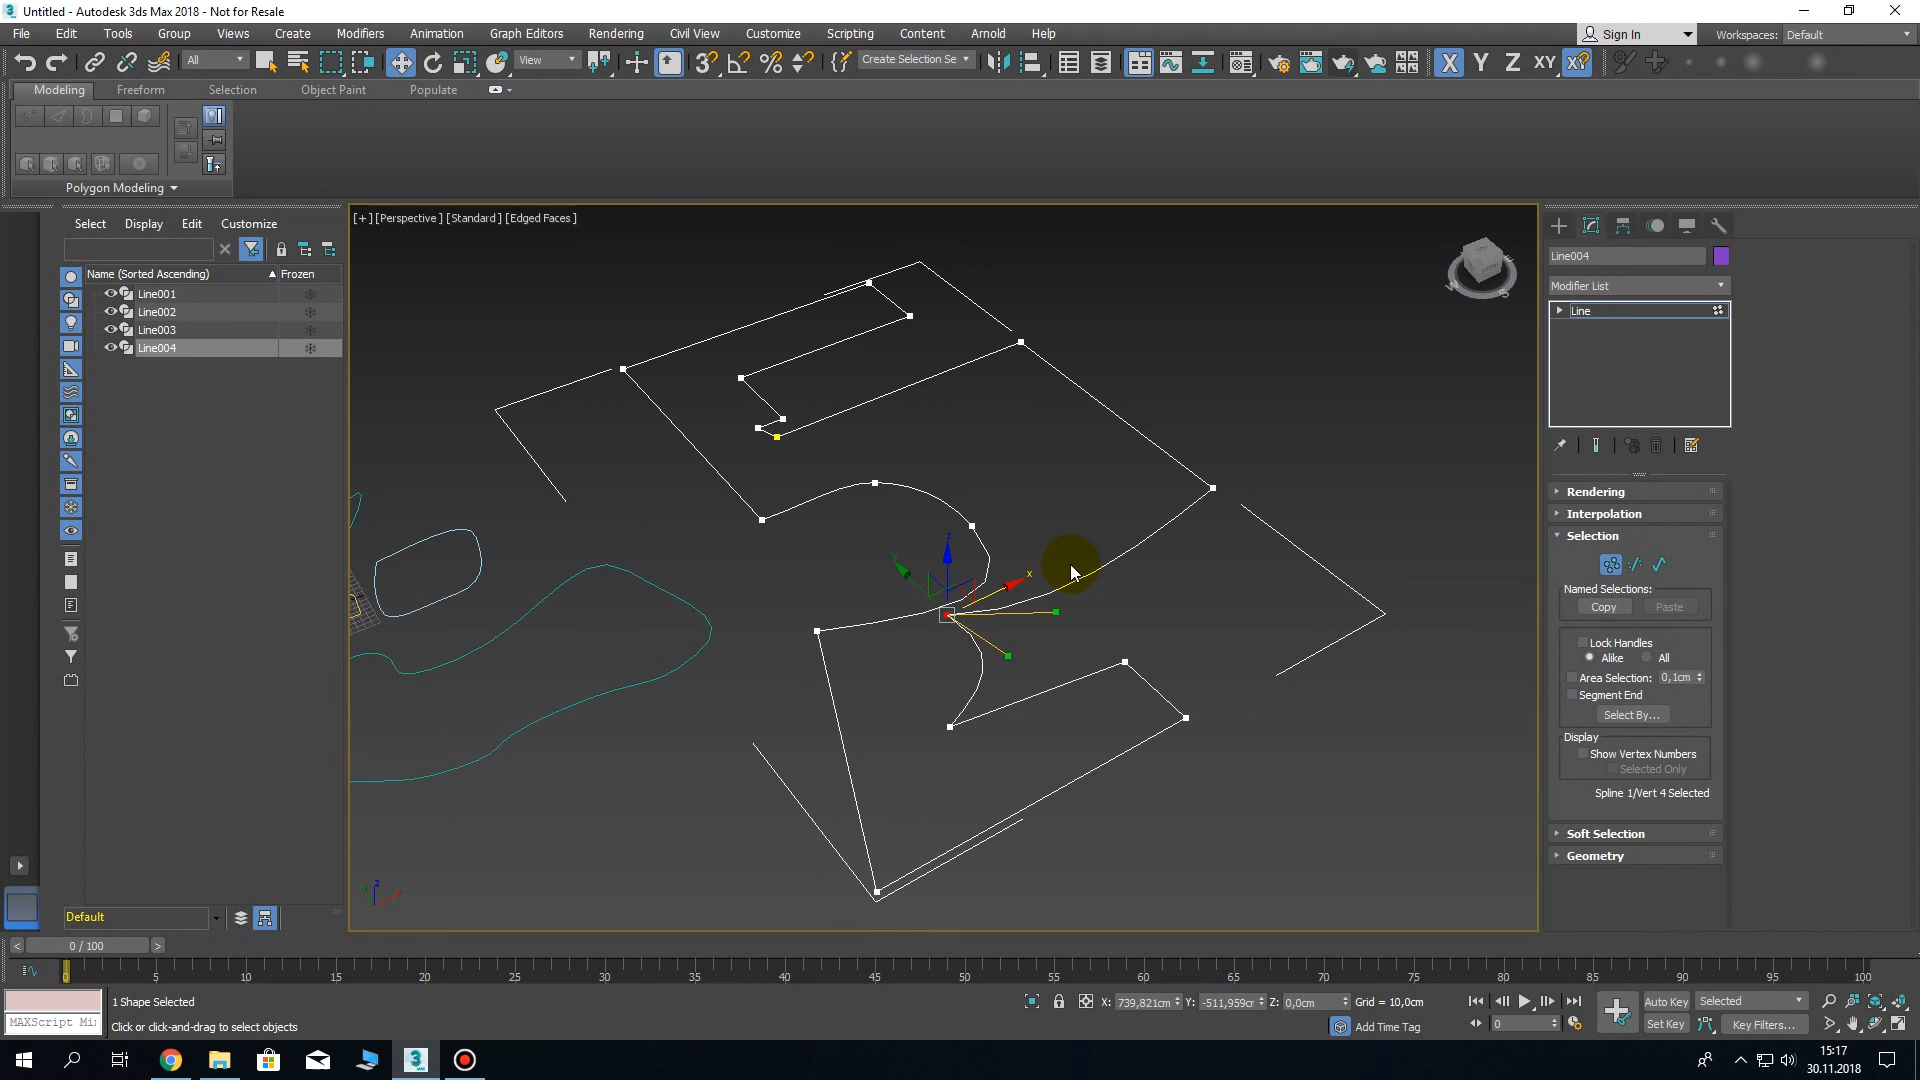 Untitled - Autodesk 3ds Max 2018 - Not for Resale
File Edit Tools Group Views Create Modifiers Animation Graph Editors Rendering Civil View Customize Scripting Content Arnold Help
Sign In Workspaces: Default
All View Create Selection Se X Y Z XY
Modeling Freeform Selection Object Paint Populate
Polygon Modeling
Select Display Edit Customize
Name (Sorted Ascending) Frozen
Line001
Line002
Line003
Line004
Default
[+] [Perspective] [Standard] [Edged Faces]
x
z
Line004
Modifier List
Line
Rendering
Interpolation
Selection
Named Selections:
Copy Paste
Lock Handles
Alike All
Area Selection: 0,1cm
Segment End
Select By...
Display
Show Vertex Numbers
Selected Only
Spline 1/Vert 4 Selected
Soft Selection
Geometry
< 0 / 100 >
0 5 10 15 20 25 30 35 40 45 50 55 60 65 70 75 80 85 90 95 100
1 Shape Selected
X: 739,821cm Y: -511,959cr Z: 0,0cm Grid = 10,0cm
Auto Key Selected
MAXScript Mi
Click or click-and-drag to select objects
Add Time Tag
0
Set Key Key Filters...
15:17
30.11.2018